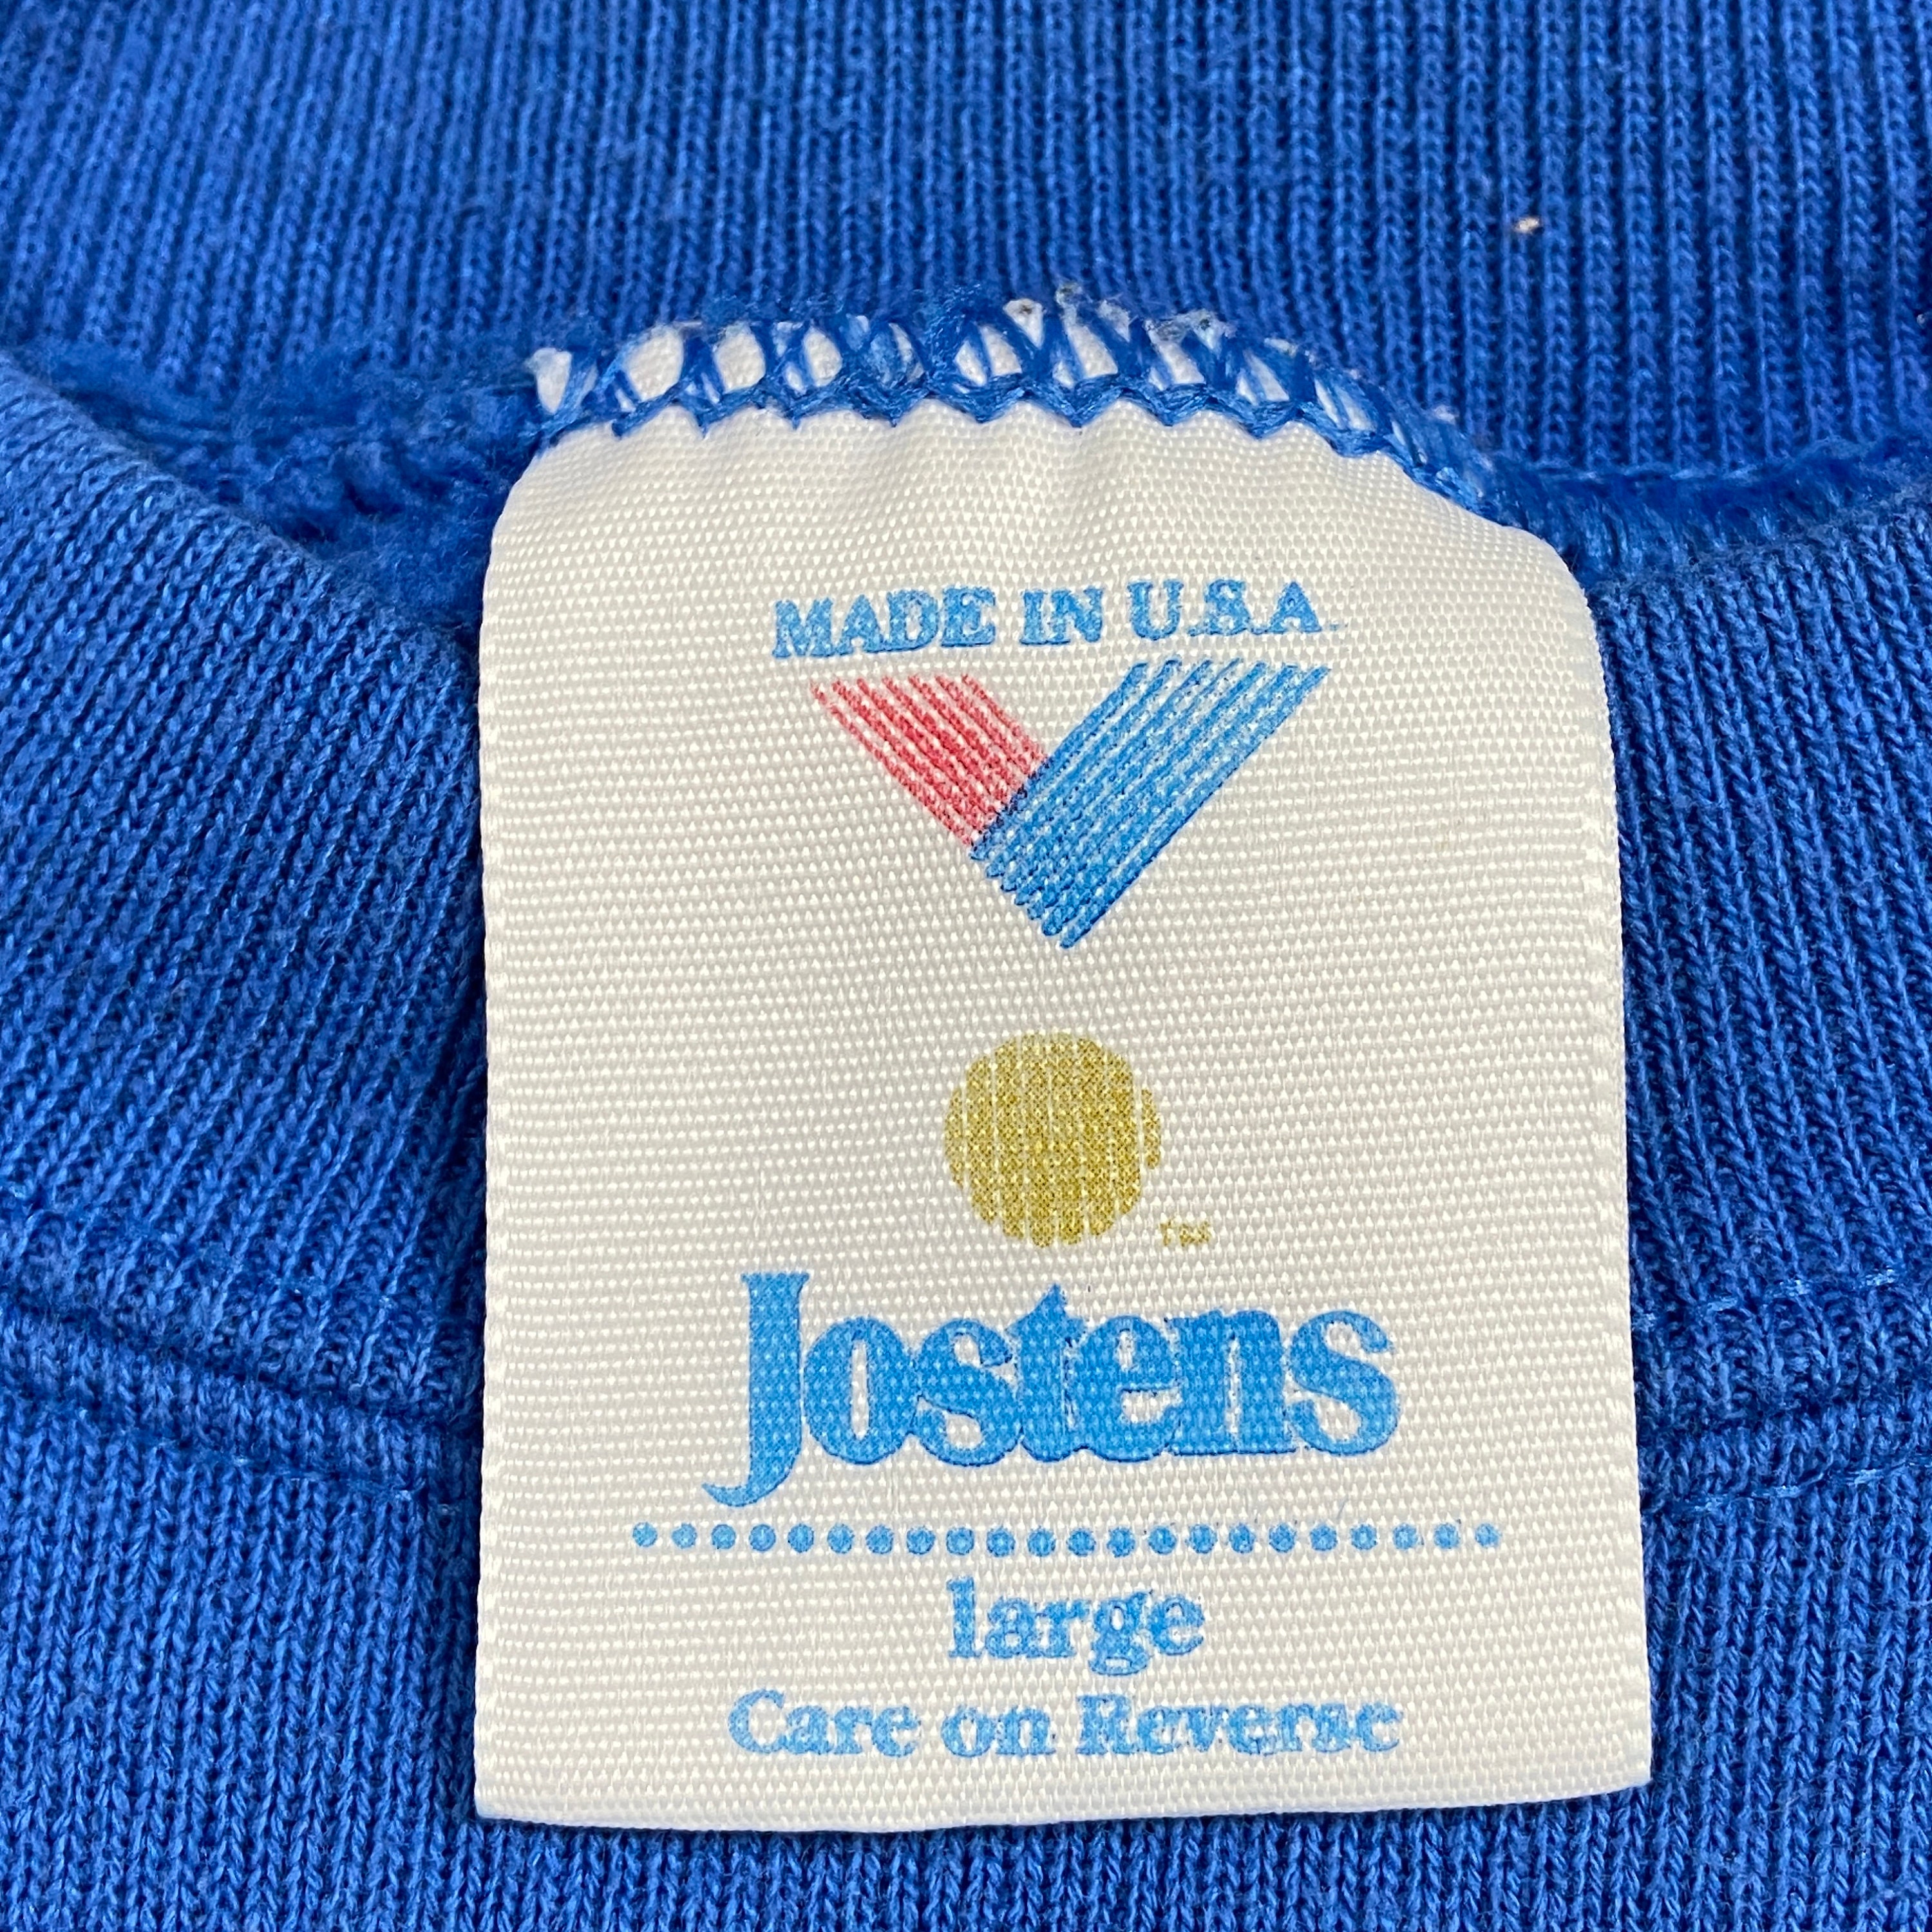 MADE IN U.S.A.
TM
Jostens
large
Care on Reverse